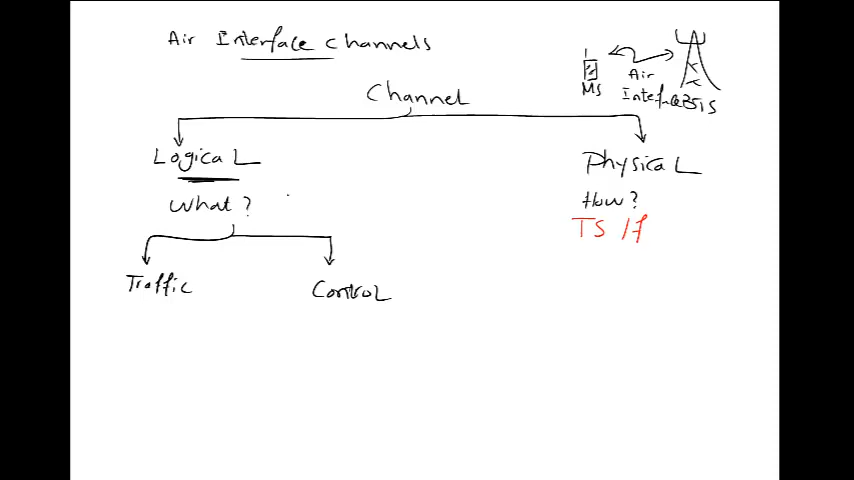 Air Interface channels
MS
Air
Interface BTS
Channel
Logical
Physical
What?
How?
TS /f
Traffic
Control